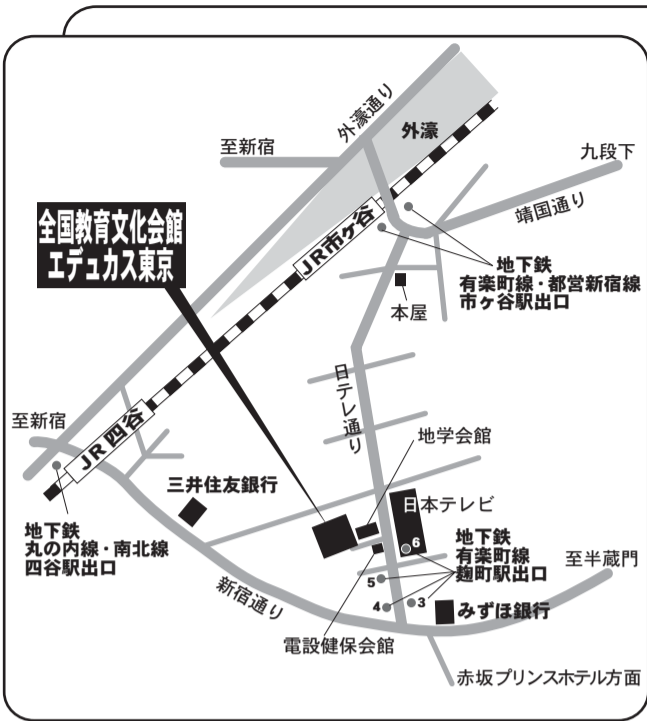 外濠通り
外濠
至新宿
九段下
靖国通り
全国教育文化会館
エデュカス東京
JR市ヶ谷
地下鉄
有楽町線・都営新宿線
市ヶ谷駅出口
本屋
日テレ通り
至新宿
JR四谷
地学会館
三井住友銀行
日本テレビ
地下鉄
丸の内線・南北線
四谷駅出口
6
地下鉄
有楽町線
麹町駅出口
至半蔵門
5
4
3
新宿通り
みずほ銀行
電設健保会館
赤坂プリンスホテル方面